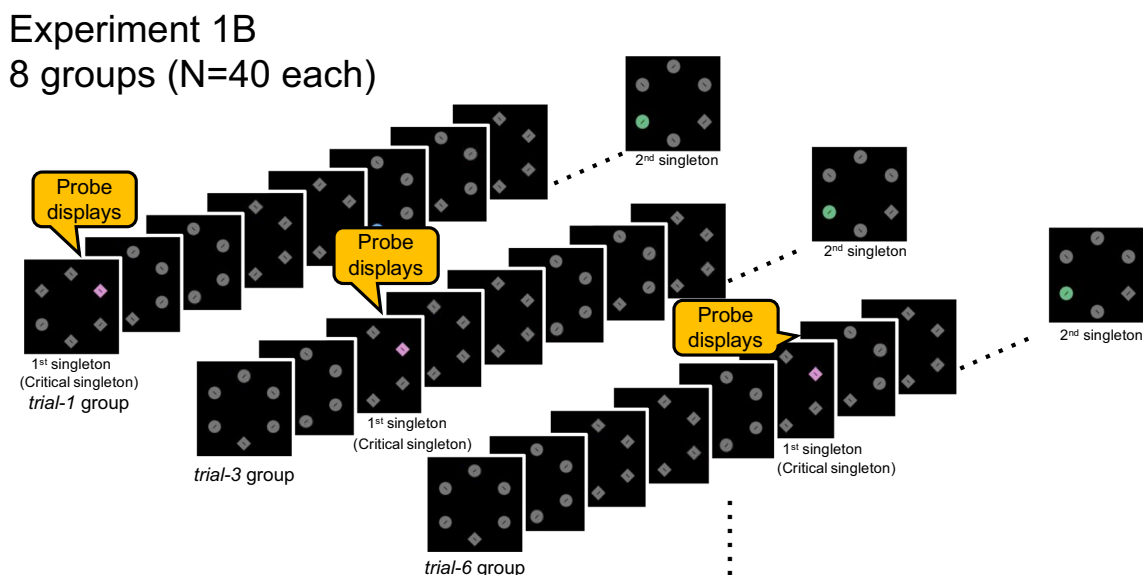 Experiment 1B
8 groups (N=40 each)
2nd singleton
Probe
displays
1st singleton
(Critical singleton)
trial-1 group
Probe
displays
2nd singleton
1st singleton
(Critical singleton)
trial-3 group
Probe
displays
2nd singleton
1st singleton
(Critical singleton)
trial-6 group